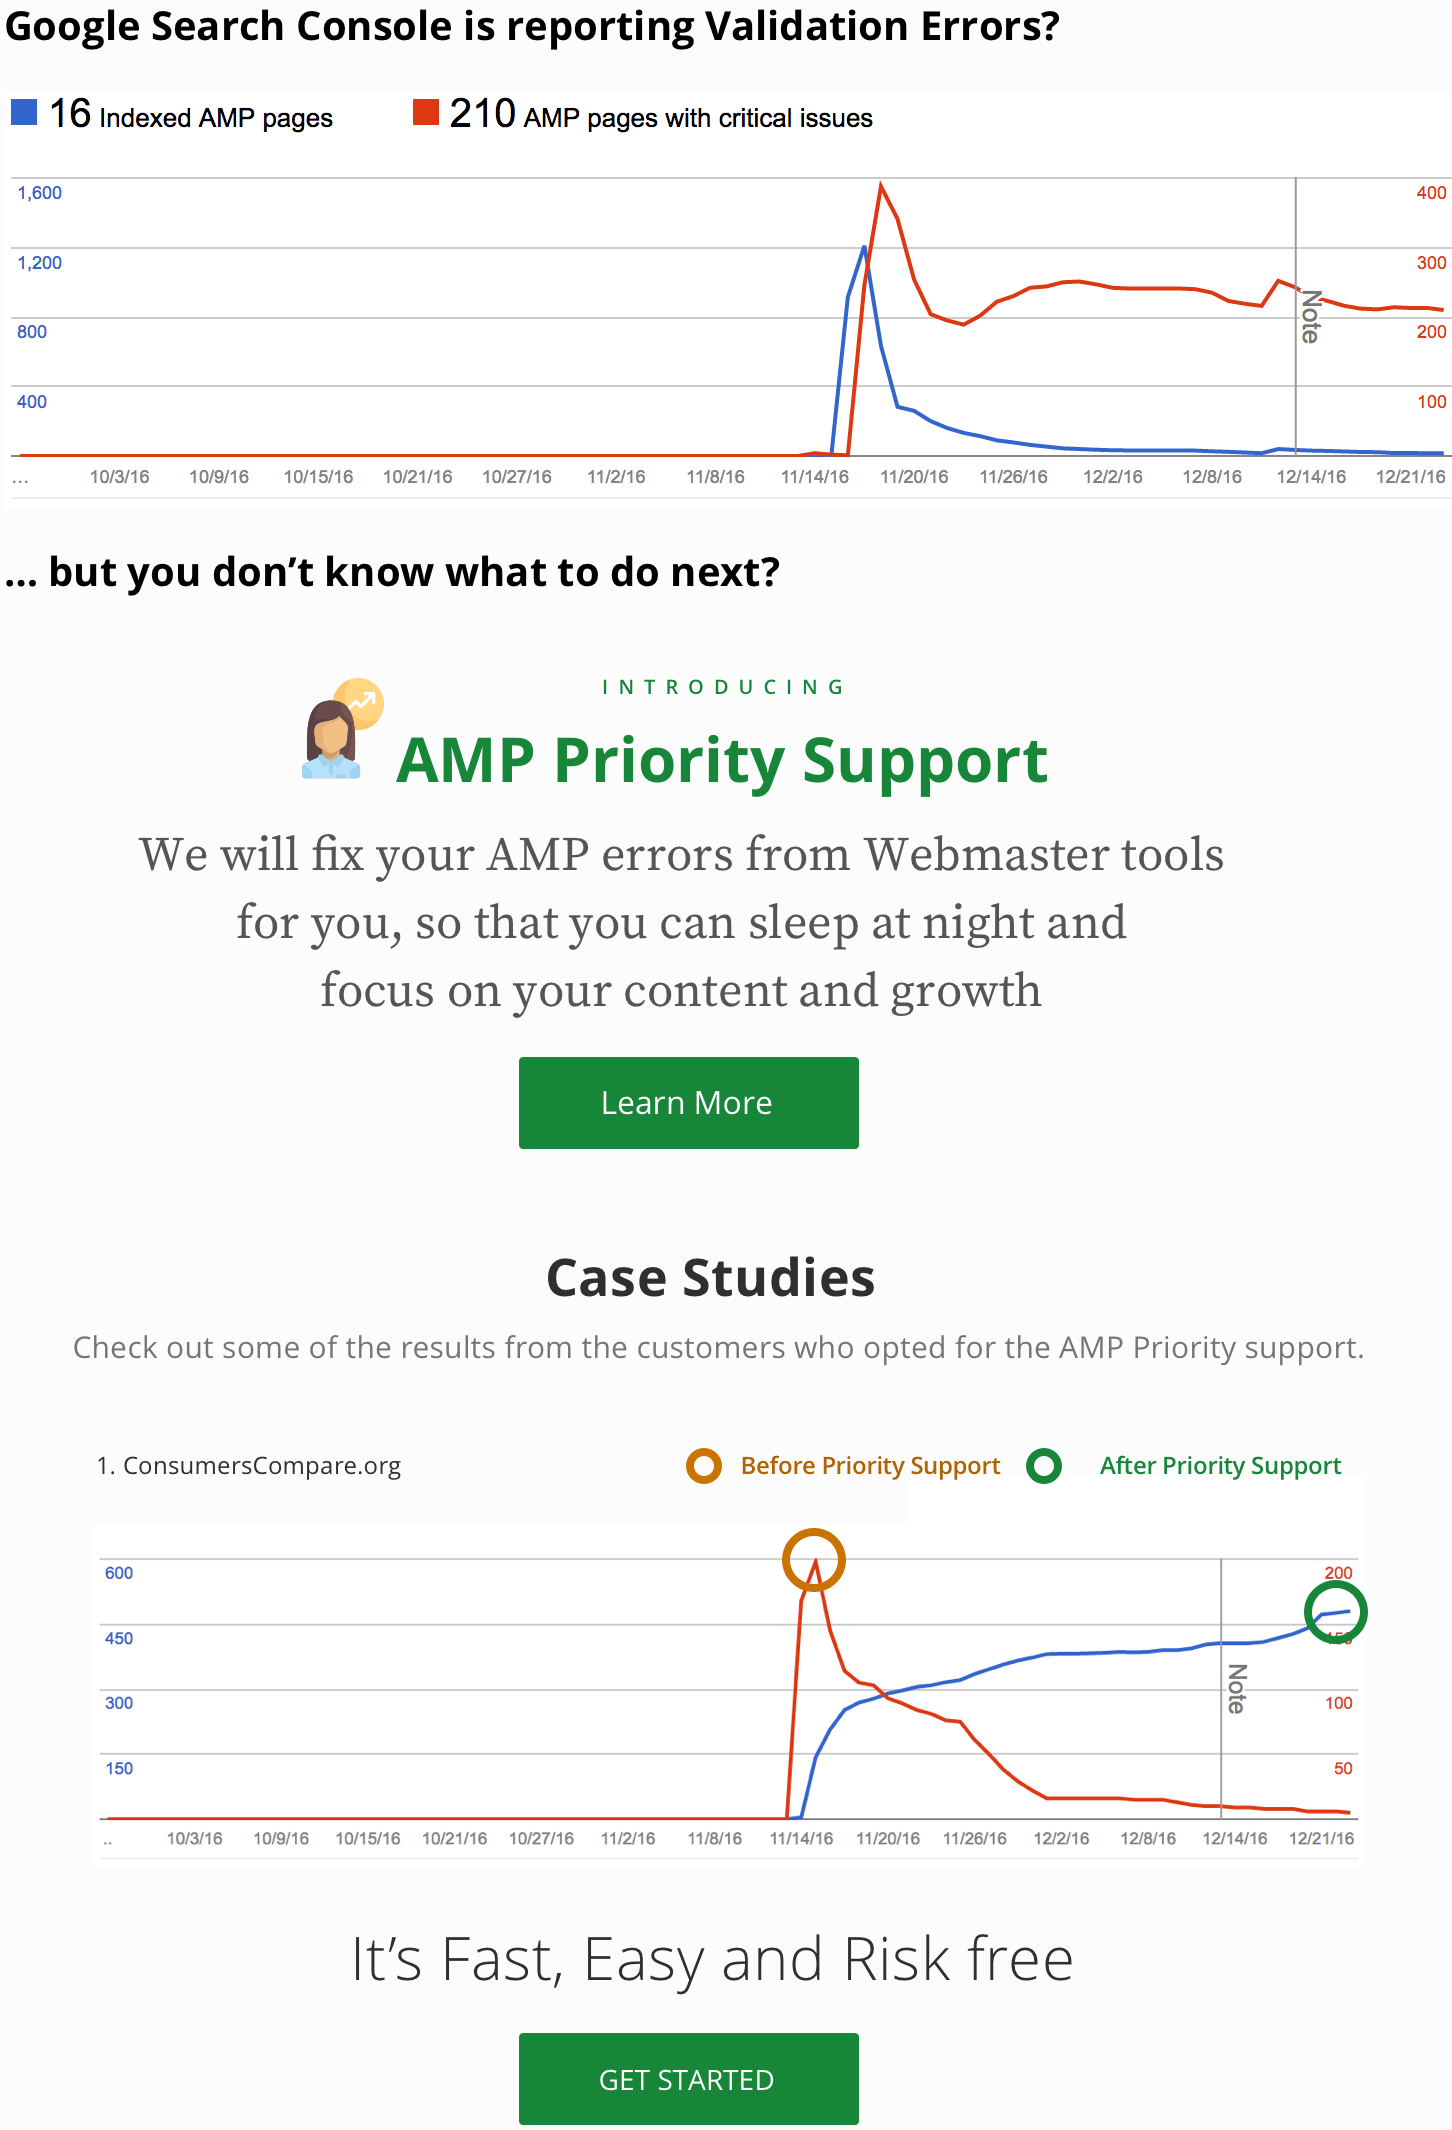 Google Search Console is reporting Validation Errors?
16 Indexed AMP pages 210 AMP pages with critical issues
1,600 400
1,200 300
Note
800 200
400 100
... 10/3/16 10/9/16 10/15/16 10/21/16 10/27/16 11/2/16 11/8/16 11/14/16 11/20/16 11/26/16 12/2/16 12/8/16 12/14/16 12/21/16
... but you don’t know what to do next?
INTRODUCING
AMP Priority Support
We will fix your AMP errors from Webmaster tools
for you, so that you can sleep at night and
focus on your content and growth
Learn More
Case Studies
Check out some of the results from the customers who opted for the AMP Priority support.
1. ConsumersCompare.org Before Priority Support After Priority Support
600 200
450 150
Note
300 100
150 50
.. 10/3/16 10/9/16 10/15/16 10/21/16 10/27/16 11/2/16 11/8/16 11/14/16 11/20/16 11/26/16 12/2/16 12/8/16 12/14/16 12/21/16
It’s Fast, Easy and Risk free
GET STARTED